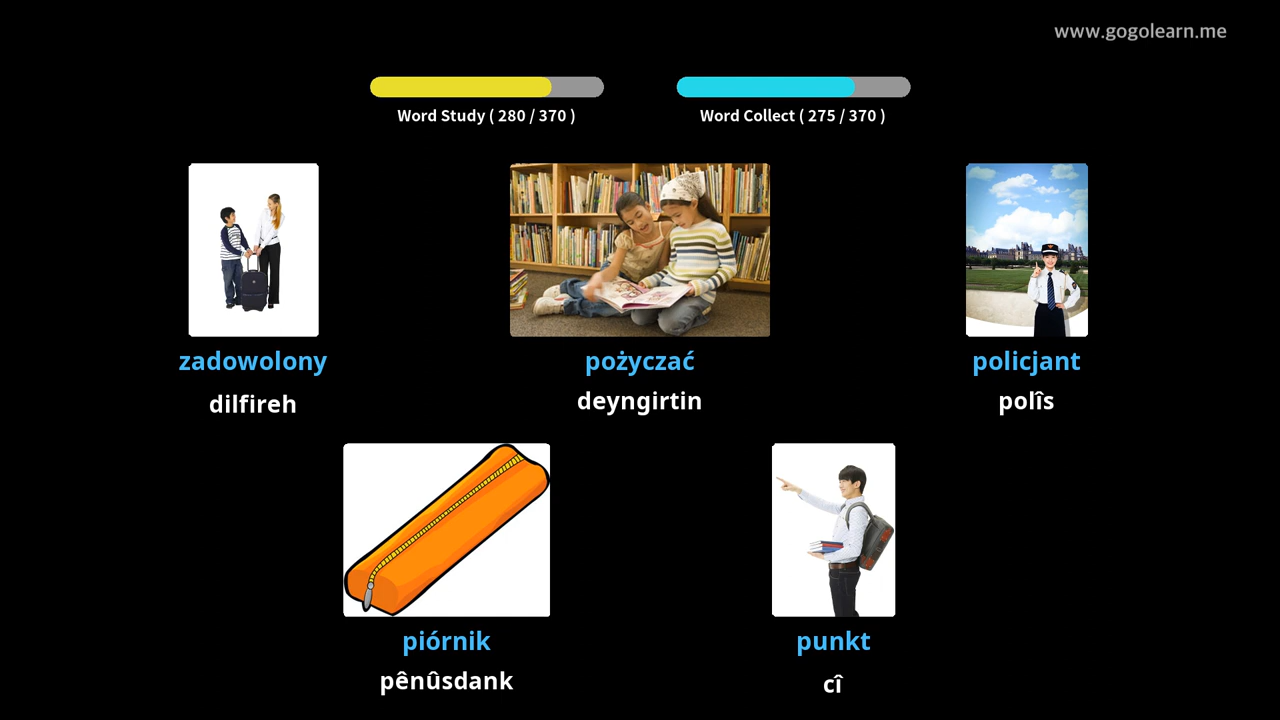 www.gogolearn.me
Word Study ( 280 / 370 )
Word Collect ( 275 / 370 )
zadowolony
dilfireh
pożyczać
deyngirtin
policjant
polîs
piórnik
pênûsdank
punkt
cî